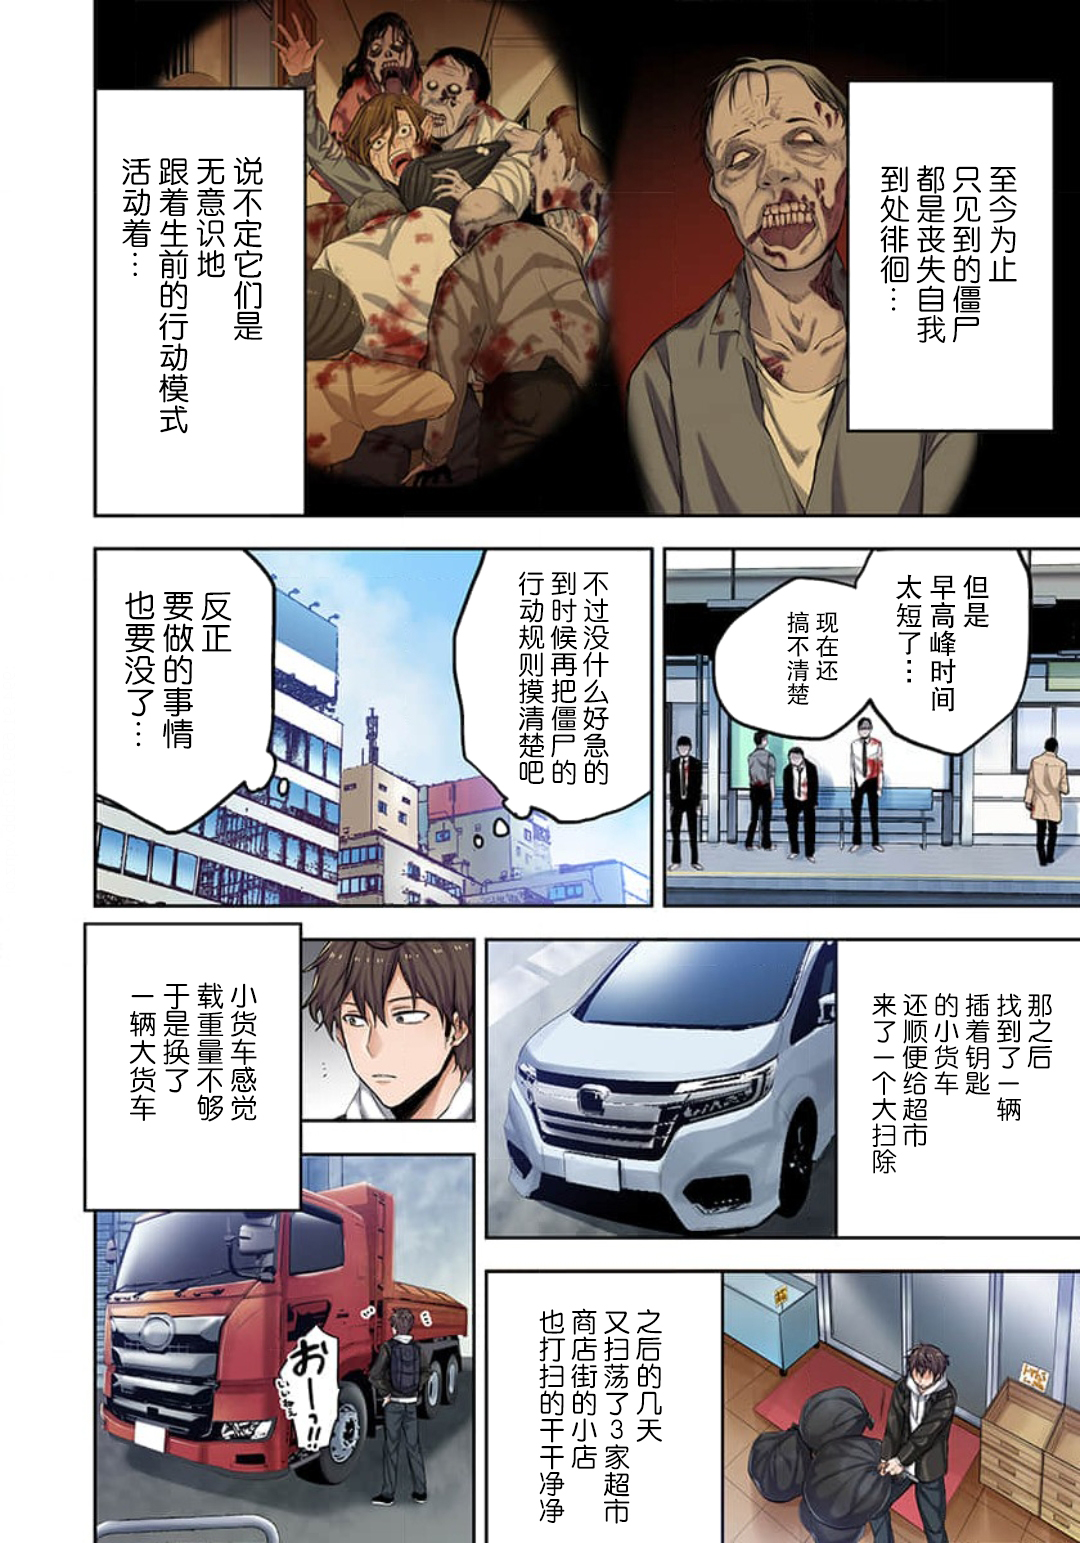 至今为止
只见到的僵尸
都是丧失自我
到处徘徊…
说不定它们是
无意识地
跟着生前的行动模式
活动着…
但是
早高峰时间
太短了…
现在还
搞不清楚
不过没什么好急的
到时候再把僵尸的
行动规则摸清楚吧
反正
要做的事情
也要没了…
那之后
找到了一辆
插着钥匙
的小货车
还顺便给超市
来了一个大扫除
小货车感觉
载重量不够
于是换了
一辆大货车
おーっ!!
いいねぇ
之后的几天
又扫荡了3家超市
商店街的小店
也打扫的干干净净